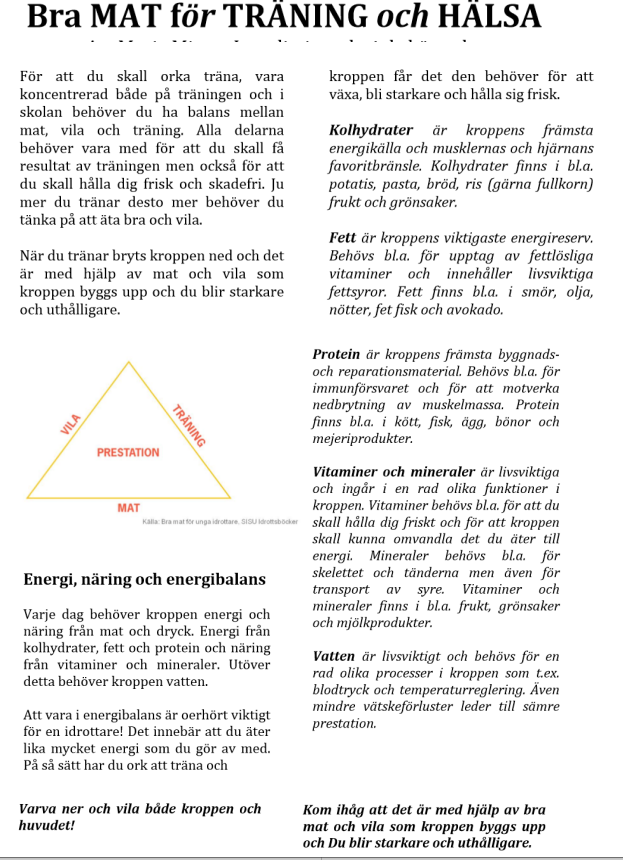 Bra MAT för TRÄNING och HÄLSA
För att du skall orka träna, vara
koncentrerad både på träningen och i
skolan behöver du ha balans mellan
mat, vila och träning. Alla delarna
behöver vara med för att du skall få
resultat av träningen men också för att
du skall hålla dig frisk och skadefri. Ju
mer du tränar desto mer behöver du
tänka på att äta bra och vila.
När du tränar bryts kroppen ned och det
är med hjälp av mat och vila som
kroppen byggs upp och du blir starkare
och uthålligare.
VILA
TRÄNING
PRESTATION
MAT
Källa: Bra mat för unga idrottare, SISU Idrottsböcker
Energi, näring och energibalans
Varje dag behöver kroppen energi och
näring från mat och dryck. Energi från
kolhydrater, fett och protein och näring
från vitaminer och mineraler. Utöver
detta behöver kroppen vatten.
Att vara i energibalans är oerhört viktigt
för en idrottare! Det innebär att du äter
lika mycket energi som du gör av med.
På så sätt har du ork att träna och
kroppen får det den behöver för att
växa, bli starkare och hålla sig frisk.
Kolhydrater är kroppens främsta
energikälla och musklernas och hjärnans
favoritbränsle. Kolhydrater finns i bl.a.
potatis, pasta, bröd, ris (gärna fullkorn)
frukt och grönsaker.
Fett är kroppens viktigaste energireserv.
Behövs bl.a. för upptag av fettlösliga
vitaminer och innehåller livsviktiga
fettsyror. Fett finns bl.a. i smör, olja,
nötter, fet fisk och avokado.
Protein är kroppens främsta byggnads-
och reparationsmaterial. Behövs bl.a. för
immunförsvaret och för att motverka
nedbrytning av muskelmassa. Protein
finns bl.a. i kött, fisk, ägg, bönor och
mejeriprodukter.
Vitaminer och mineraler är livsviktiga
och ingår i en rad olika funktioner i
kroppen. Vitaminer behövs bl.a. för att du
skall hålla dig friskt och för att kroppen
skall kunna omvandla det du äter till
energi. Mineraler behövs bl.a. för
skelettet och tänderna men även för
transport av syre. Vitaminer och
mineraler finns i bl.a. frukt, grönsaker
och mjölkprodukter.
Vatten är livsviktigt och behövs för en
rad olika processer i kroppen som t.ex.
blodtryck och temperaturreglering. Även
mindre vätskeförluster leder till sämre
prestation.
Varva ner och vila både kroppen och
huvudet!
Kom ihåg att det är med hjälp av bra
mat och vila som kroppen byggs upp
och Du blir starkare och uthålligare.